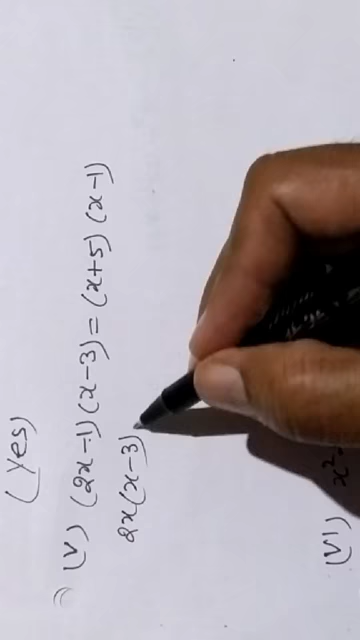 (Yes)
(v) (2x-1)(x-3)=(x+5)(x-1)
2x(x-3)
(vi) x²-